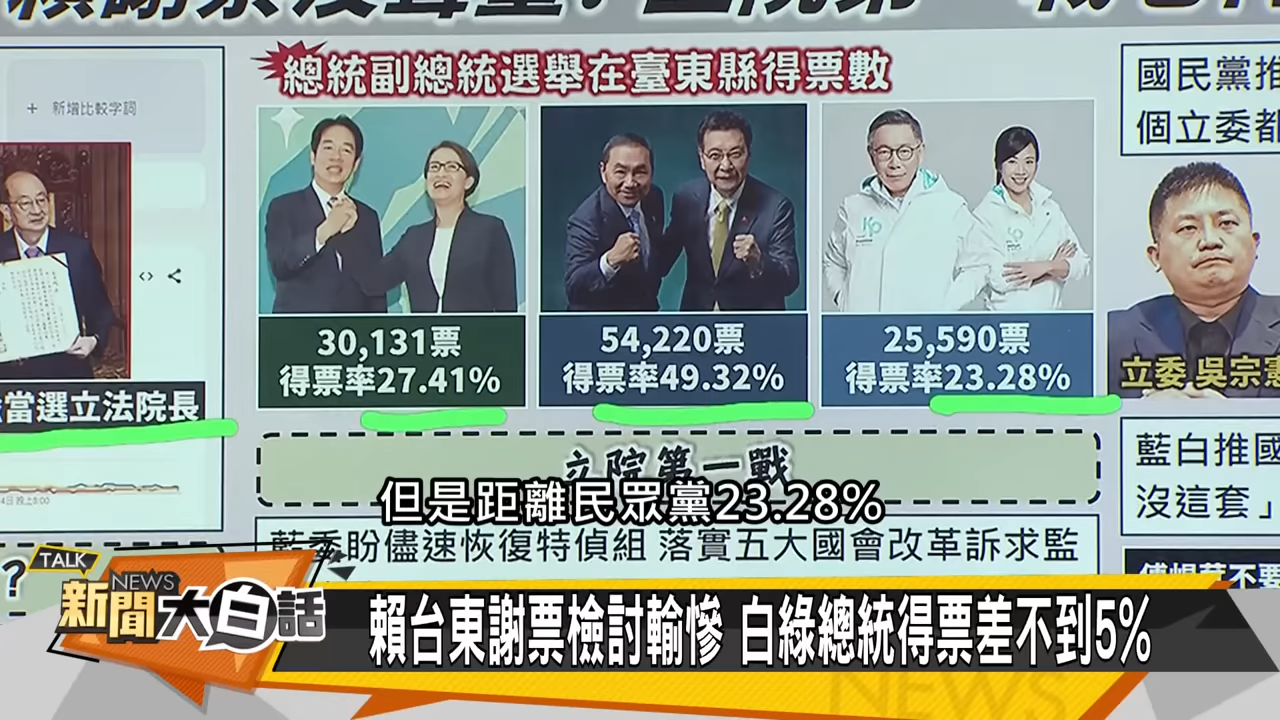 總統副總統選舉在臺東縣得票數
+ 新增比較字詞
當選立法院長
4日 晚上8:00
30,131票
得票率27.41%
54,220票
得票率49.32%
25,590票
得票率23.28%
國民黨推
個立委都
立委 吳宗憲
藍白推國
沒這套」
立院第一戰
但是距離民眾黨23.28%
藍委盼儘速恢復特偵組 落實五大國會改革訴求監
?
TALK
NEWS
新聞大白話
賴台東謝票檢討輸慘 白綠總統得票差不到5%
NEWS